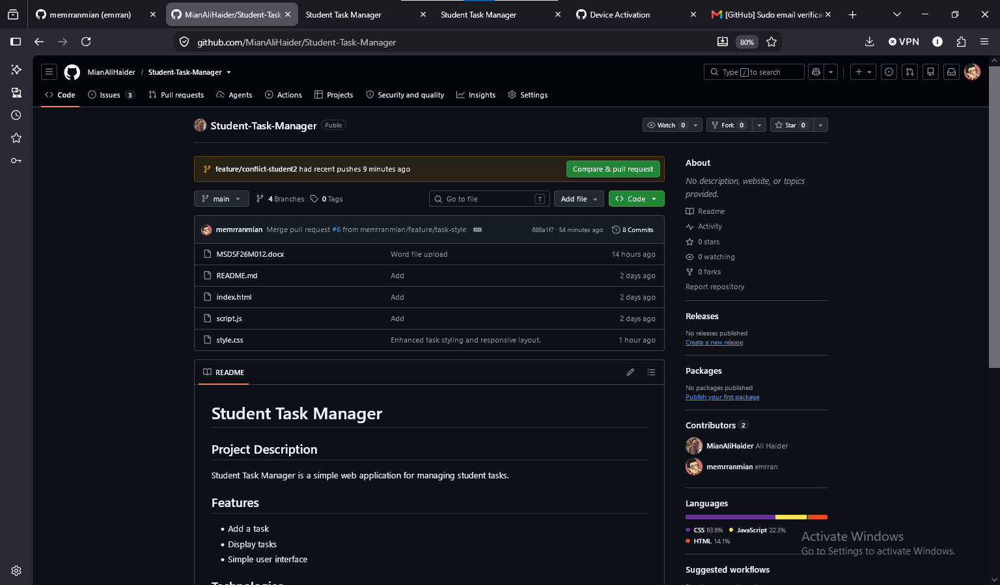 memrranmian (emrran)
MianAliHaider/Student-Task
Student Task Manager
Student Task Manager
Device Activation
[GitHub] Sudo email verifica
github.com/MianAliHaider/Student-Task-Manager
80%
VPN
MianAliHaider / Student-Task-Manager
Type / to search
Code
Issues 3
Pull requests
Agents
Actions
Projects
Security and quality
Insights
Settings
Student-Task-Manager Public
Watch 0
Fork 0
Star 0
feature/conflict-student2 had recent pushes 9 minutes ago
Compare & pull request
main
4 Branches
0 Tags
Go to file
T
Add file
Code
memrranmian Merge pull request #6 from memrranmian/feature/task-style
686a1f7 · 54 minutes ago
8 Commits
MSDSF26M012.docx Word file upload 14 hours ago
README.md Add 2 days ago
index.html Add 2 days ago
script.js Add 2 days ago
style.css Enhanced task styling and responsive layout. 1 hour ago
README
Student Task Manager
Project Description
Student Task Manager is a simple web application for managing student tasks.
Features
• Add a task
• Display tasks
• Simple user interface
Technologies
About
No description, website, or topics
provided.
Readme
Activity
0 stars
0 watching
0 forks
Report repository
Releases
No releases published
Create a new release
Packages
No packages published
Publish your first package
Contributors 2
MianAliHaider Ali Haider
memrranmian emrran
Languages
CSS 63.6% JavaScript 22.3%
HTML 14.1%
Activate Windows
Go to Settings to activate Windows.
Suggested workflows